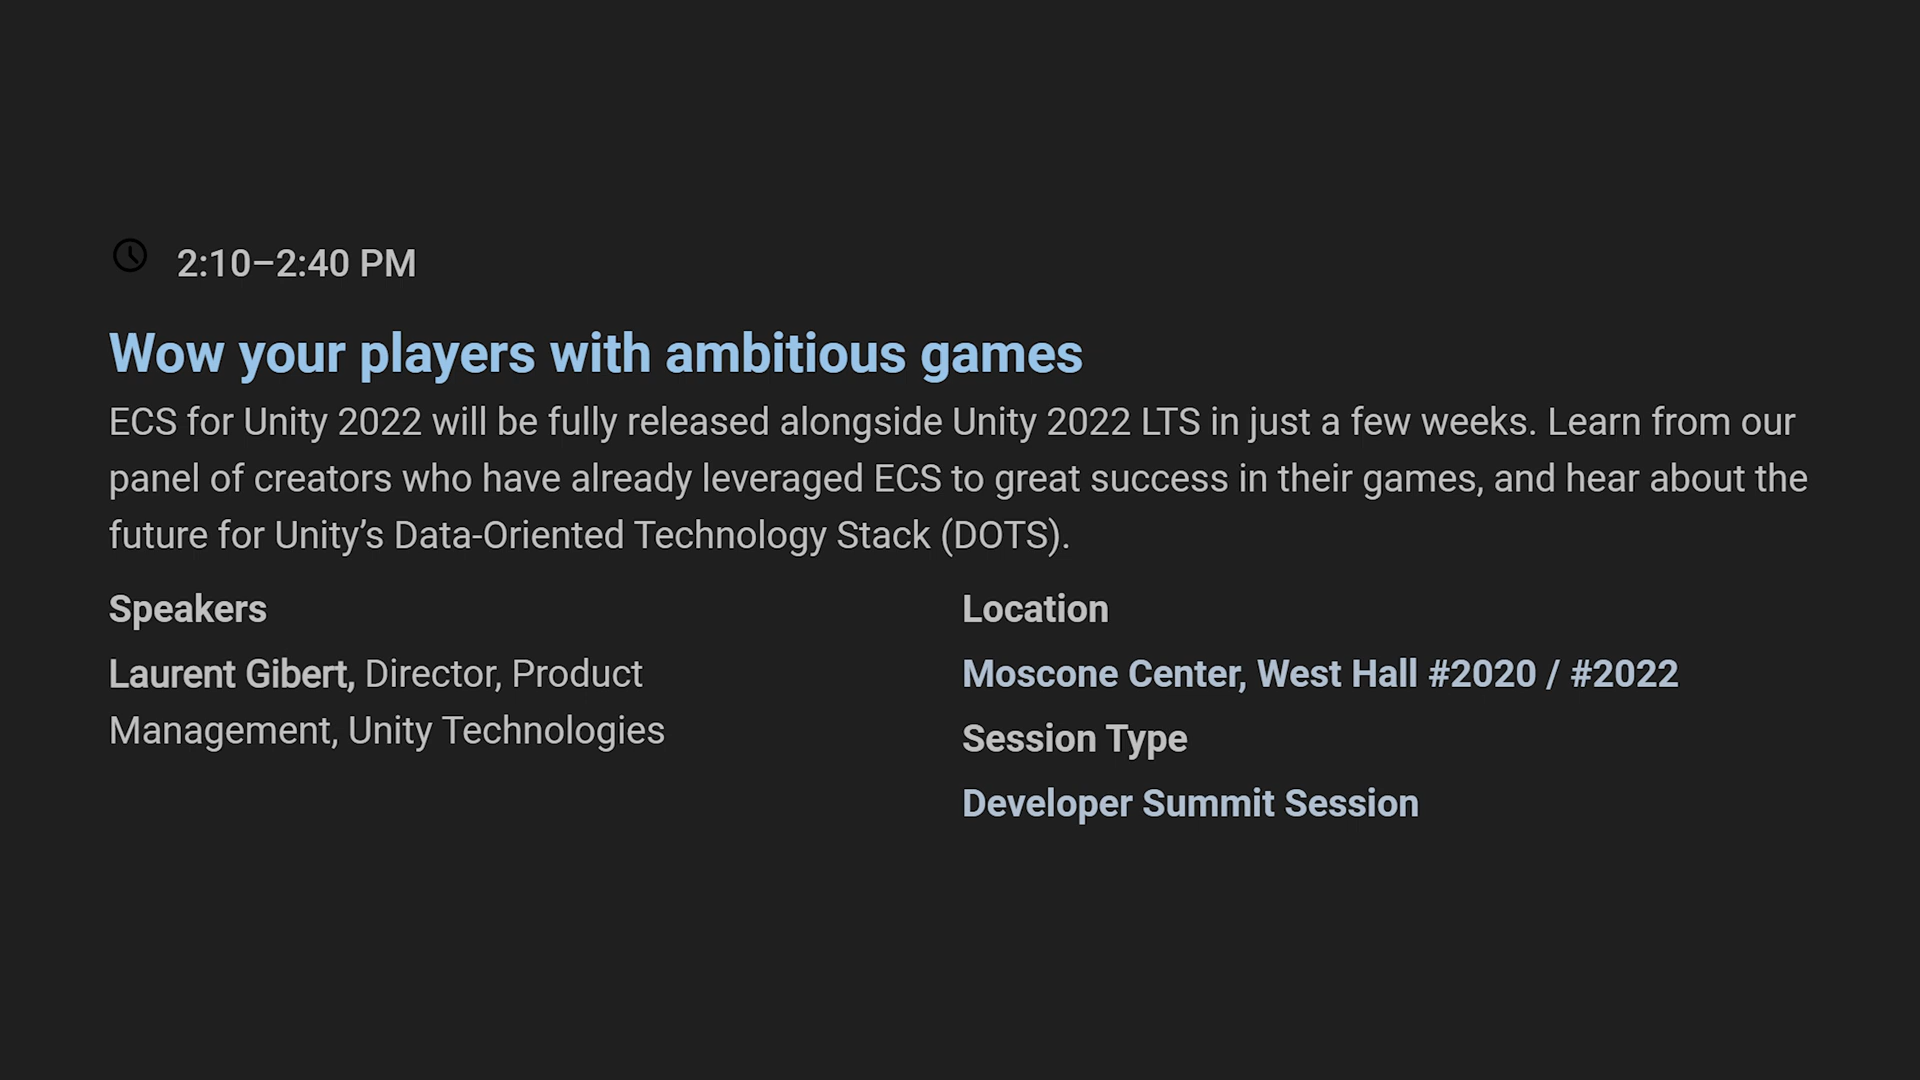 2:10–2:40 PM
Wow your players with ambitious games
ECS for Unity 2022 will be fully released alongside Unity 2022 LTS in just a few weeks. Learn from our
panel of creators who have already leveraged ECS to great success in their games, and hear about the
future for Unity’s Data-Oriented Technology Stack (DOTS).
Speakers
Laurent Gibert, Director, Product
Management, Unity Technologies
Location
Moscone Center, West Hall #2020 / #2022
Session Type
Developer Summit Session